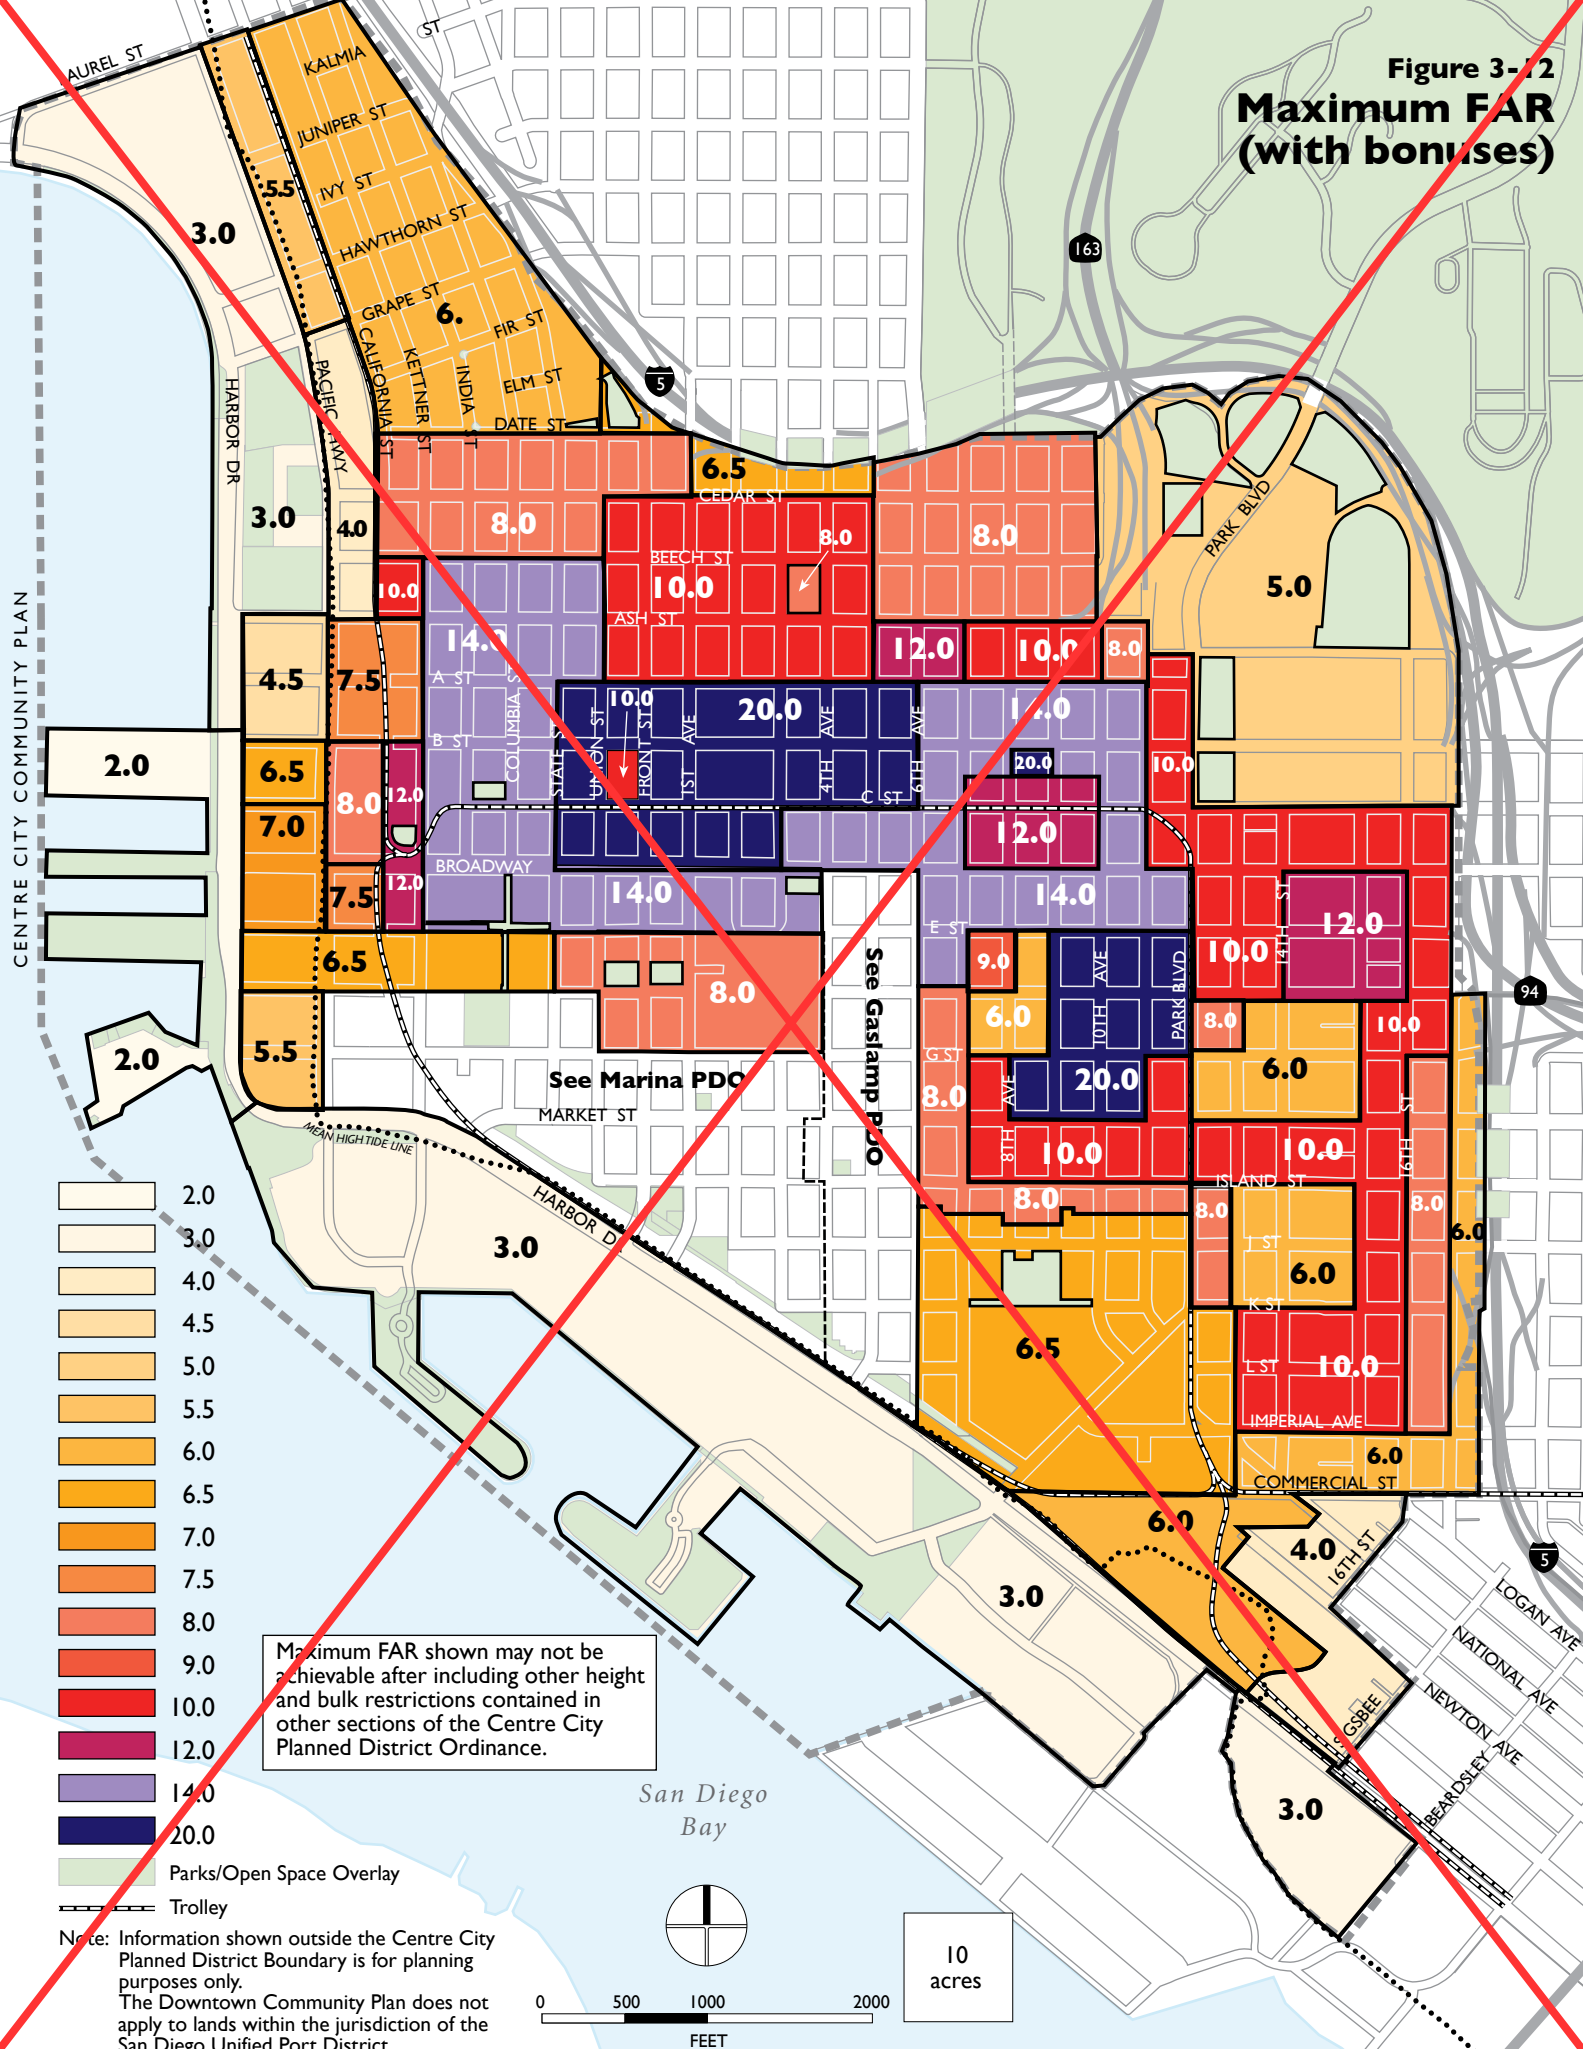 Figure 3-12
Maximum FAR
(with bonuses)
ST
AUREL ST
KALMIA
JUNIPER ST
5.5
IVY ST
3.0
HAWTHORN ST
163
GRAPE ST
6.
FIR ST
CALIFORNIA ST
KETTNER ST
INDIA ST
ELM ST
5
PACIFIC HWY
HARBOR DR
DATE ST
6.5
CEDAR ST
PARK BLVD
3.0
4.0
8.0
8.0
8.0
BEECH ST
10.0
10.0
5.0
ASH ST
14.0
12.0
10.0
8.0
4.5
7.5
A ST
COLUMBIA ST
10.0
20.0
14.0
STATE ST
UNION ST
FRONT ST
1ST AVE
4TH AVE
6TH AVE
B ST
2.0
6.5
20.0
10.0
8.0
12.0
C ST
7.0
12.0
BROADWAY
7.5
12.0
14.0
14.0
14TH ST
12.0
E ST
10.0
6.5
9.0
8.0
See Gaslamp PDO
10TH AVE
PARK BLVD
94
6.0
8.0
10.0
2.0
5.5
G ST
6.0
See Marina PDO
20.0
8.0
8TH AVE
MARKET ST
16TH ST
MEAN HIGH TIDE LINE
10.0
10.0
ISLAND ST
CENTRE CITY COMMUNITY PLAN
HARBOR DR
8.0
8.0
8.0
6.0
3.0
J ST
6.0
K ST
6.5
L ST
10.0
IMPERIAL AVE
6.0
COMMERCIAL ST
6.0
4.0
16TH ST
5
3.0
LOGAN AVE
NATIONAL AVE
NEWTON AVE
BEARDSLEY
3.0
2.0
3.0
4.0
4.5
5.0
5.5
6.0
6.5
7.0
7.5
8.0
9.0
10.0
12.0
14.0
20.0
Parks/Open Space Overlay
Trolley
Maximum FAR shown may not be
achievable after including other height
and bulk restrictions contained in
other sections of the Centre City
Planned District Ordinance.
San Diego
Bay
Note: Information shown outside the Centre City
Planned District Boundary is for planning
purposes only.
The Downtown Community Plan does not
apply to lands within the jurisdiction of the
San Diego Unified Port District
0 500 1000 2000
FEET
10
acres